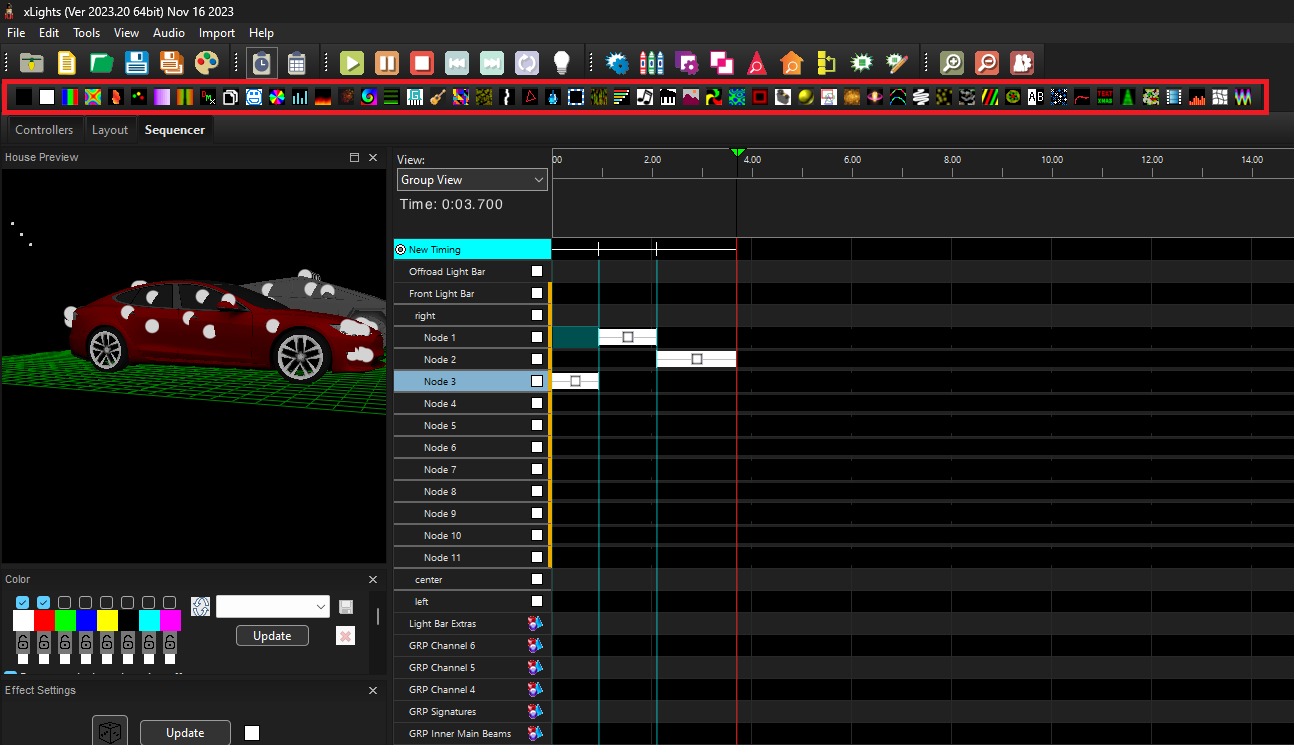 xLights (Ver 2023.20 64bit) Nov 16 2023
File Edit Tools View Audio Import Help
AB
TEXT
XMAS
Controllers Layout Sequencer
House Preview
View:
Group View
Time: 0:03.700
00 2.00 4.00 6.00 8.00 10.00 12.00 14.00
New Timing
Offroad Light Bar
Front Light Bar
right
Node 1
Node 2
Node 3
Node 4
Node 5
Node 6
Node 7
Node 8
Node 9
Node 10
Node 11
center
left
Light Bar Extras
GRP Channel 6
GRP Channel 5
GRP Channel 4
GRP Signatures
GRP Inner Main Beams
Color
Update
Effect Settings
Update